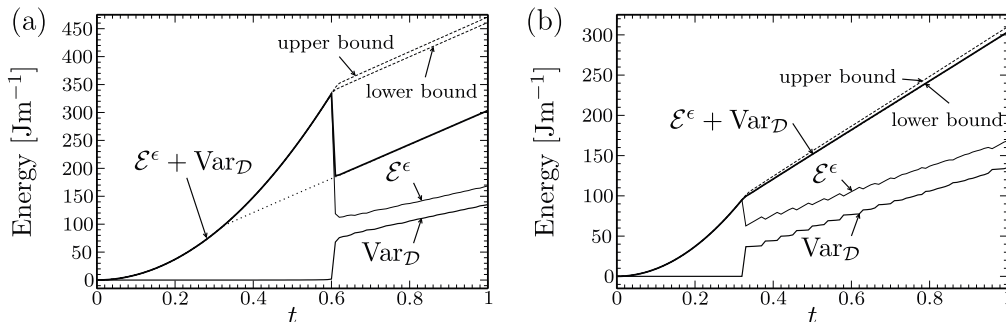 (a)
Energy [Jm⁻¹]
450
400
350
300
250
200
150
100
50
0
upper bound
lower bound
ℰ^ϵ + Var_𝒟
ℰ^ϵ
Var_𝒟
0 0.2 0.4 0.6 0.8 1
t
(b)
Energy [Jm⁻¹]
300
250
200
150
100
50
0
upper bound
lower bound
ℰ^ϵ + Var_𝒟
ℰ^ϵ
Var_𝒟
0 0.2 0.4 0.6 0.8
t